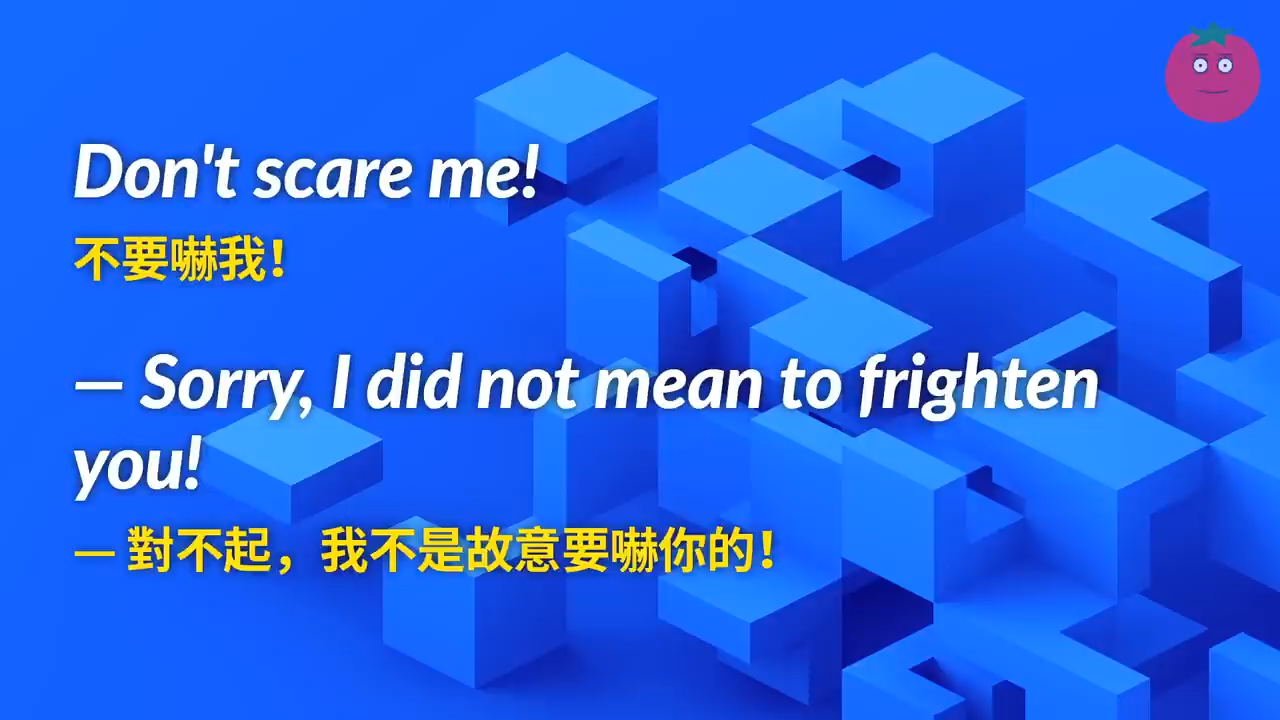 Don't scare me!
不要嚇我！
— Sorry, I did not mean to frighten
you!
— 對不起，我不是故意要嚇你的！